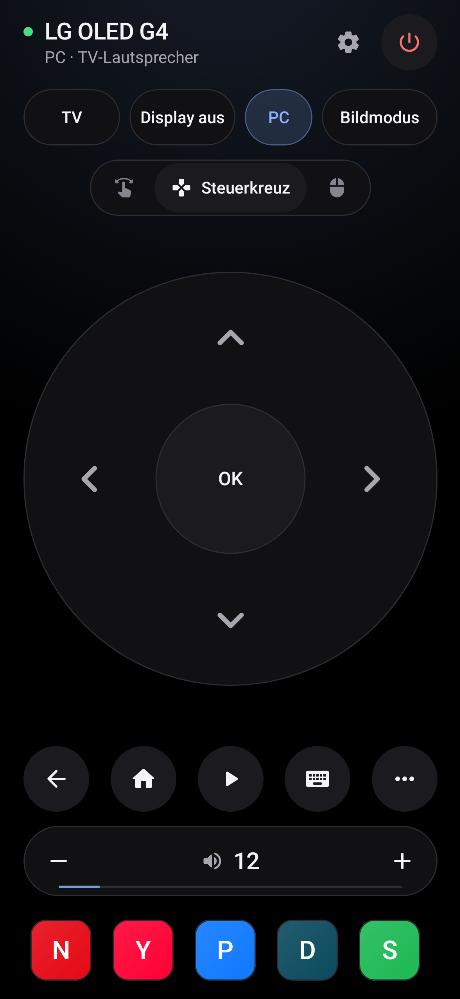 LG OLED G4
PC · TV-Lautsprecher
TV
Display aus
PC
Bildmodus
Steuerkreuz
OK
12
N
Y
P
D
S